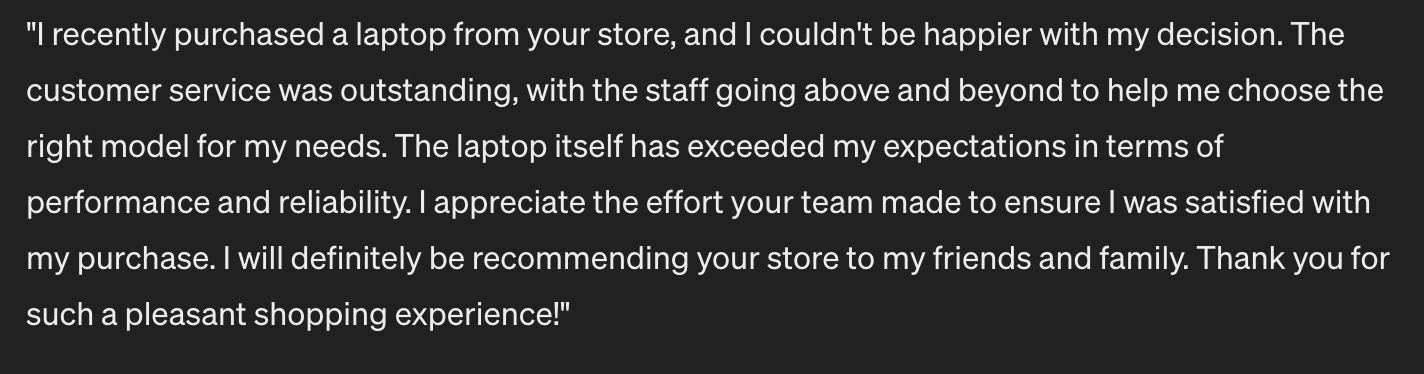 "I recently purchased a laptop from your store, and I couldn't be happier with my decision. The
customer service was outstanding, with the staff going above and beyond to help me choose the
right model for my needs. The laptop itself has exceeded my expectations in terms of
performance and reliability. I appreciate the effort your team made to ensure I was satisfied with
my purchase. I will definitely be recommending your store to my friends and family. Thank you for
such a pleasant shopping experience!"